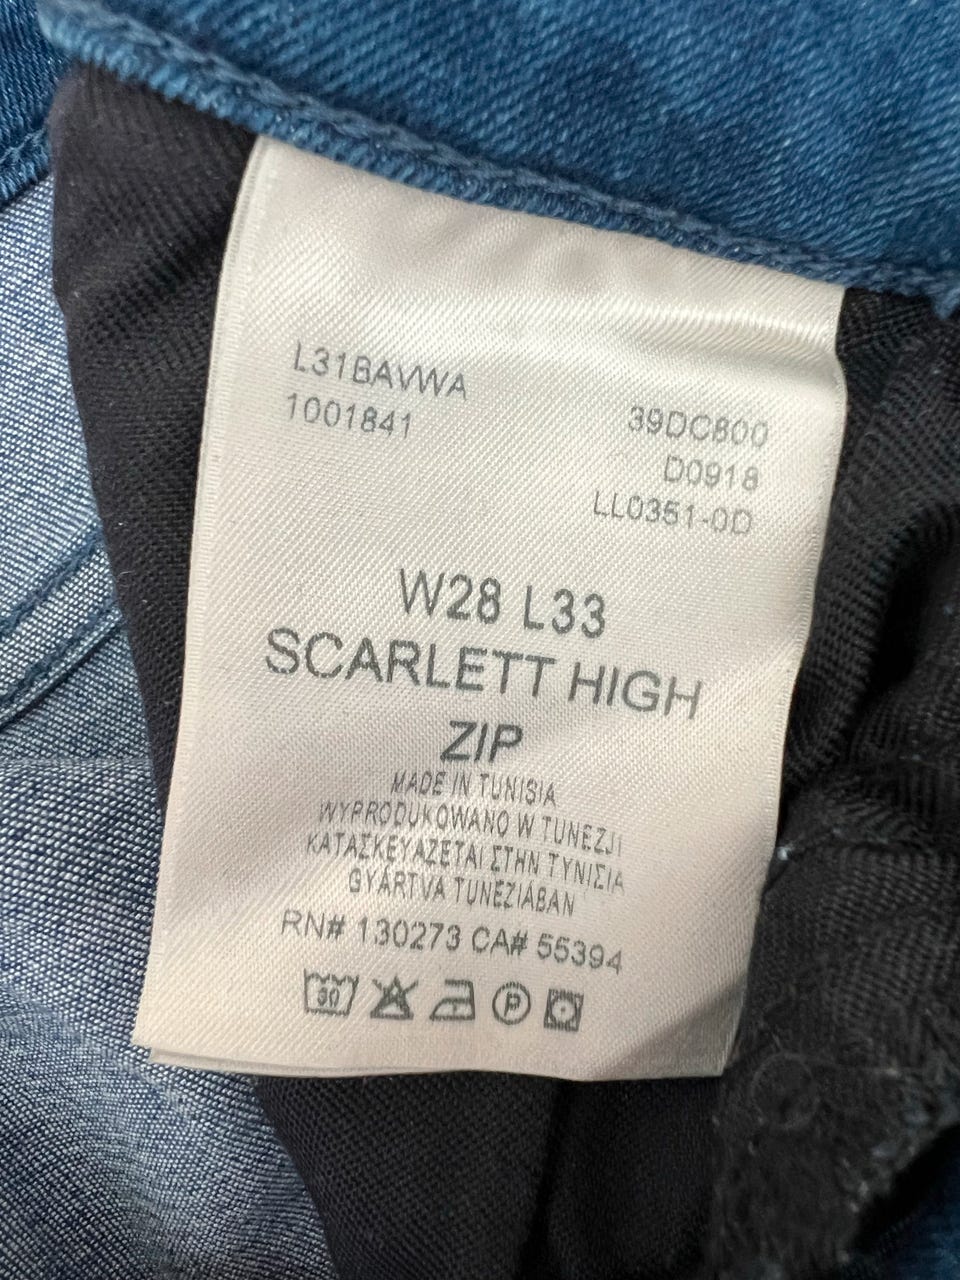 L31BAVWA
1001841
39DC800
D0918
LL0351-0D
W28 L33
SCARLETT HIGH
ZIP
MADE IN TUNISIA
WYPRODUKOWANO W TUNEZJI
ΚΑΤΑΣΚΕΥΑΖΕΤΑΙ ΣΤΗΝ ΤΥΝΙΣΙΑ
GYÁRTVA TUNÉZIÁBAN
RN# 130273 CA# 55394
30
P